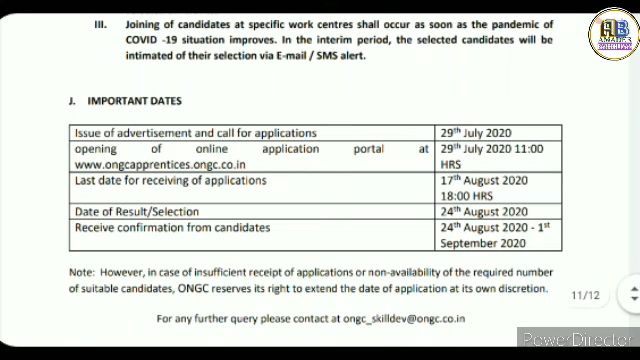 III. Joining of candidates at specific work centres shall occur as soon as the pandemic of
COVID -19 situation improves. In the interim period, the selected candidates will be
intimated of their selection via E-mail / SMS alert.
J. IMPORTANT DATES
Issue of advertisement and call for applications 29th July 2020
opening of online application portal at 29th July 2020 11:00
www.ongcapprentices.ongc.co.in HRS
Last date for receiving of applications 17th August 2020
18:00 HRS
Date of Result/Selection 24th August 2020
Receive confirmation from candidates 24th August 2020 - 1st
September 2020
Note: However, in case of insufficient receipt of applications or non-availability of the required number
of suitable candidates, ONGC reserves its right to extend the date of application at its own discretion.
11/12
For any further query please contact at ongc_skilldev@ongc.co.in
PowerDirector